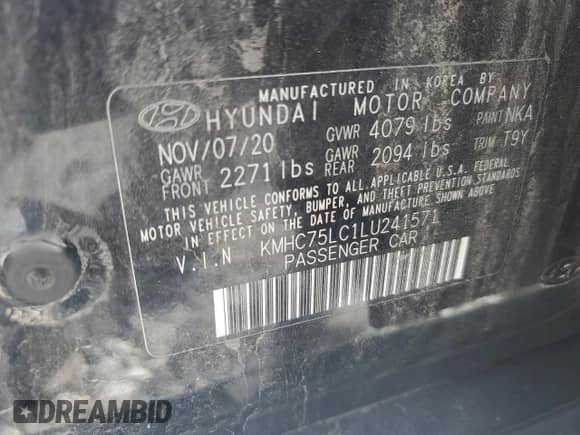 MANUFACTURED IN KOREA BY
HYUNDAI MOTOR COMPANY
NOV/07/20 GVWR 4079 lbs PAINT NKA
GAWR FRONT 2271 lbs GAWR REAR 2094 lbs TRIM T9Y
THIS VEHICLE CONFORMS TO ALL APPLICABLE U.S.A. FEDERAL
MOTOR VEHICLE SAFETY, BUMPER, AND THEFT PREVENTION STANDARDS
IN EFFECT ON THE DATE OF MANUFACTURE SHOWN ABOVE
V.I.N KMHC75LC1LU241571
PASSENGER CAR
DREAMBID